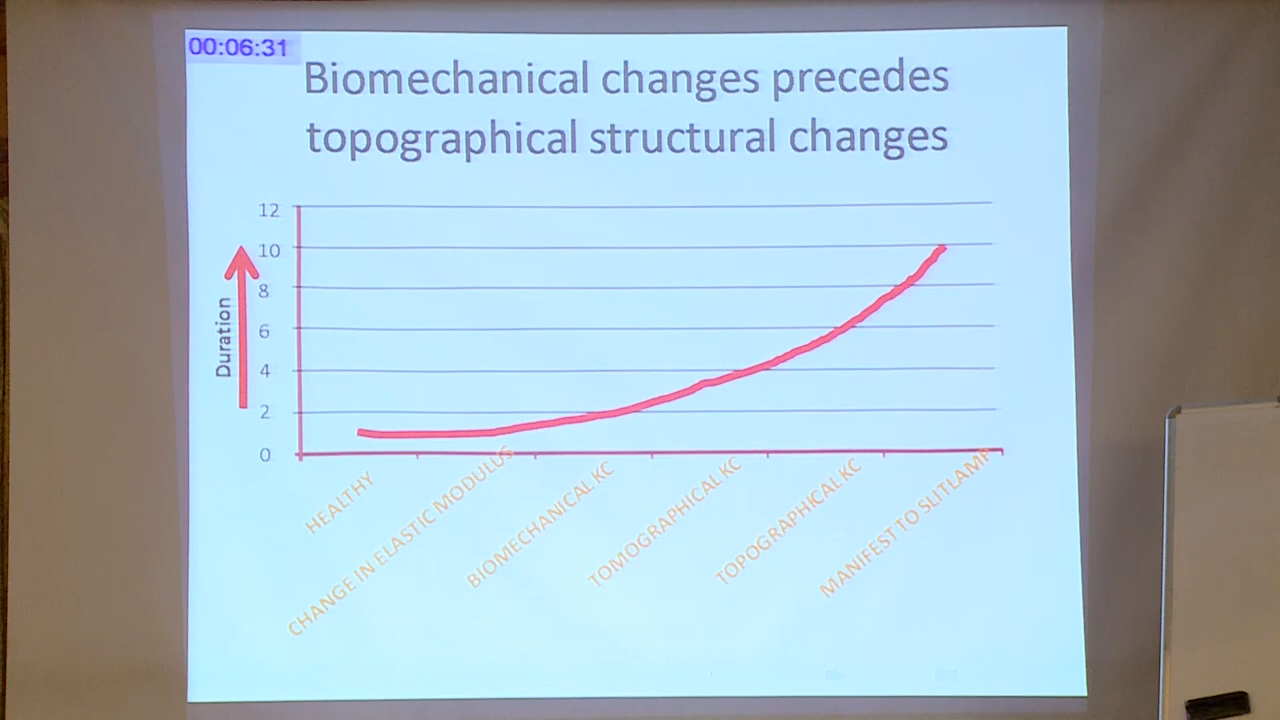 00:06:31
Biomechanical changes precedes
topographical structural changes
12
10
8
6
4
2
0
Duration
HEALTHY
CHANGE IN ELASTIC MODULUS
BIOMECHANICAL KC
TOMOGRAPHICAL KC
TOPOGRAPHICAL KC
MANIFEST TO SLITLAMP